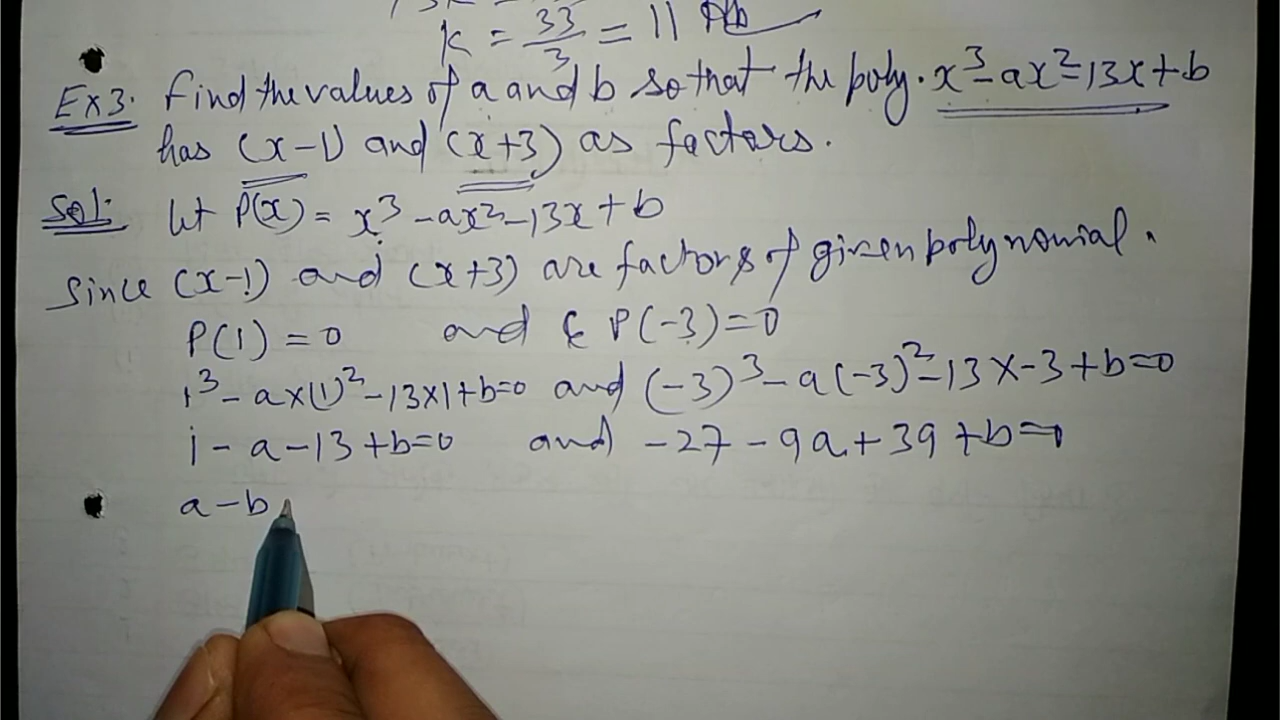 K = 33/3 = 11
Ex 3. Find the values of a and b so that the poly. x³-ax²-13x+b
has (x-1) and (x+3) as factors.
Sol: let P(x) = x³ -ax²-13x+b
Since (x-1) and (x+3) are factors of given polynomial.
P(1) = 0 and P(-3)=0
1³ - a×(1)² -13×1+b=0 and (-3)³ - a(-3)² -13×-3+b=0
1 - a - 13 +b=0 and -27 - 9a + 39 +b=
a - b